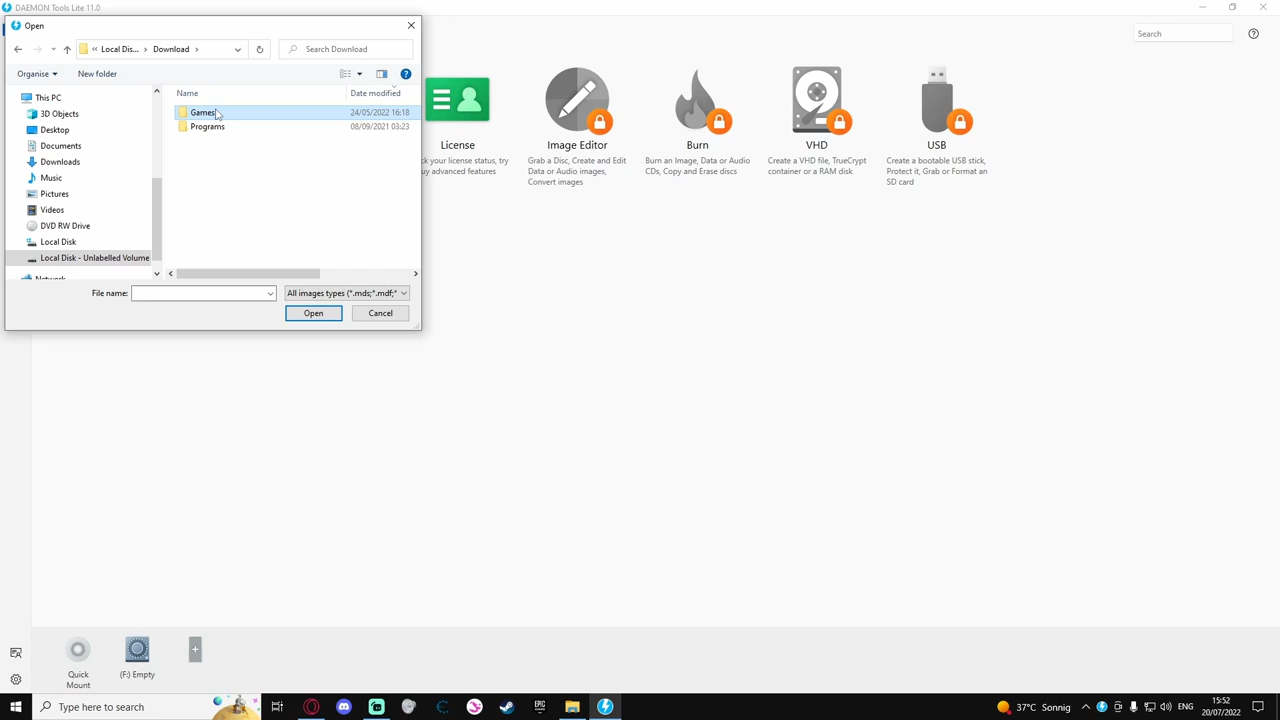 DAEMON Tools Lite 11.0
Open
« Local Dis... › Download ›
Search Download
Organise
New folder
Name
Date modified
This PC
3D Objects
Desktop
Documents
Downloads
Music
Pictures
Videos
DVD RW Drive
Local Disk
Local Disk - Unlabelled Volume
Network
Games
24/05/2022 16:18
Programs
08/09/2021 03:23
File name:
All images types (*.mds;*.mdf;*
Open
Cancel
Search
License
ck your license status, try
uy advanced features
Image Editor
Grab a Disc, Create and Edit
Data or Audio images,
Convert images
Burn
Burn an Image, Data or Audio
CDs, Copy and Erase discs
VHD
Create a VHD file, TrueCrypt
container or a RAM disk
USB
Create a bootable USB stick,
Protect it, Grab or Format an
SD card
Quick
Mount
(F:) Empty
Type here to search
EPIC
37°C Sonnig
ENG
15:52
20/07/2022